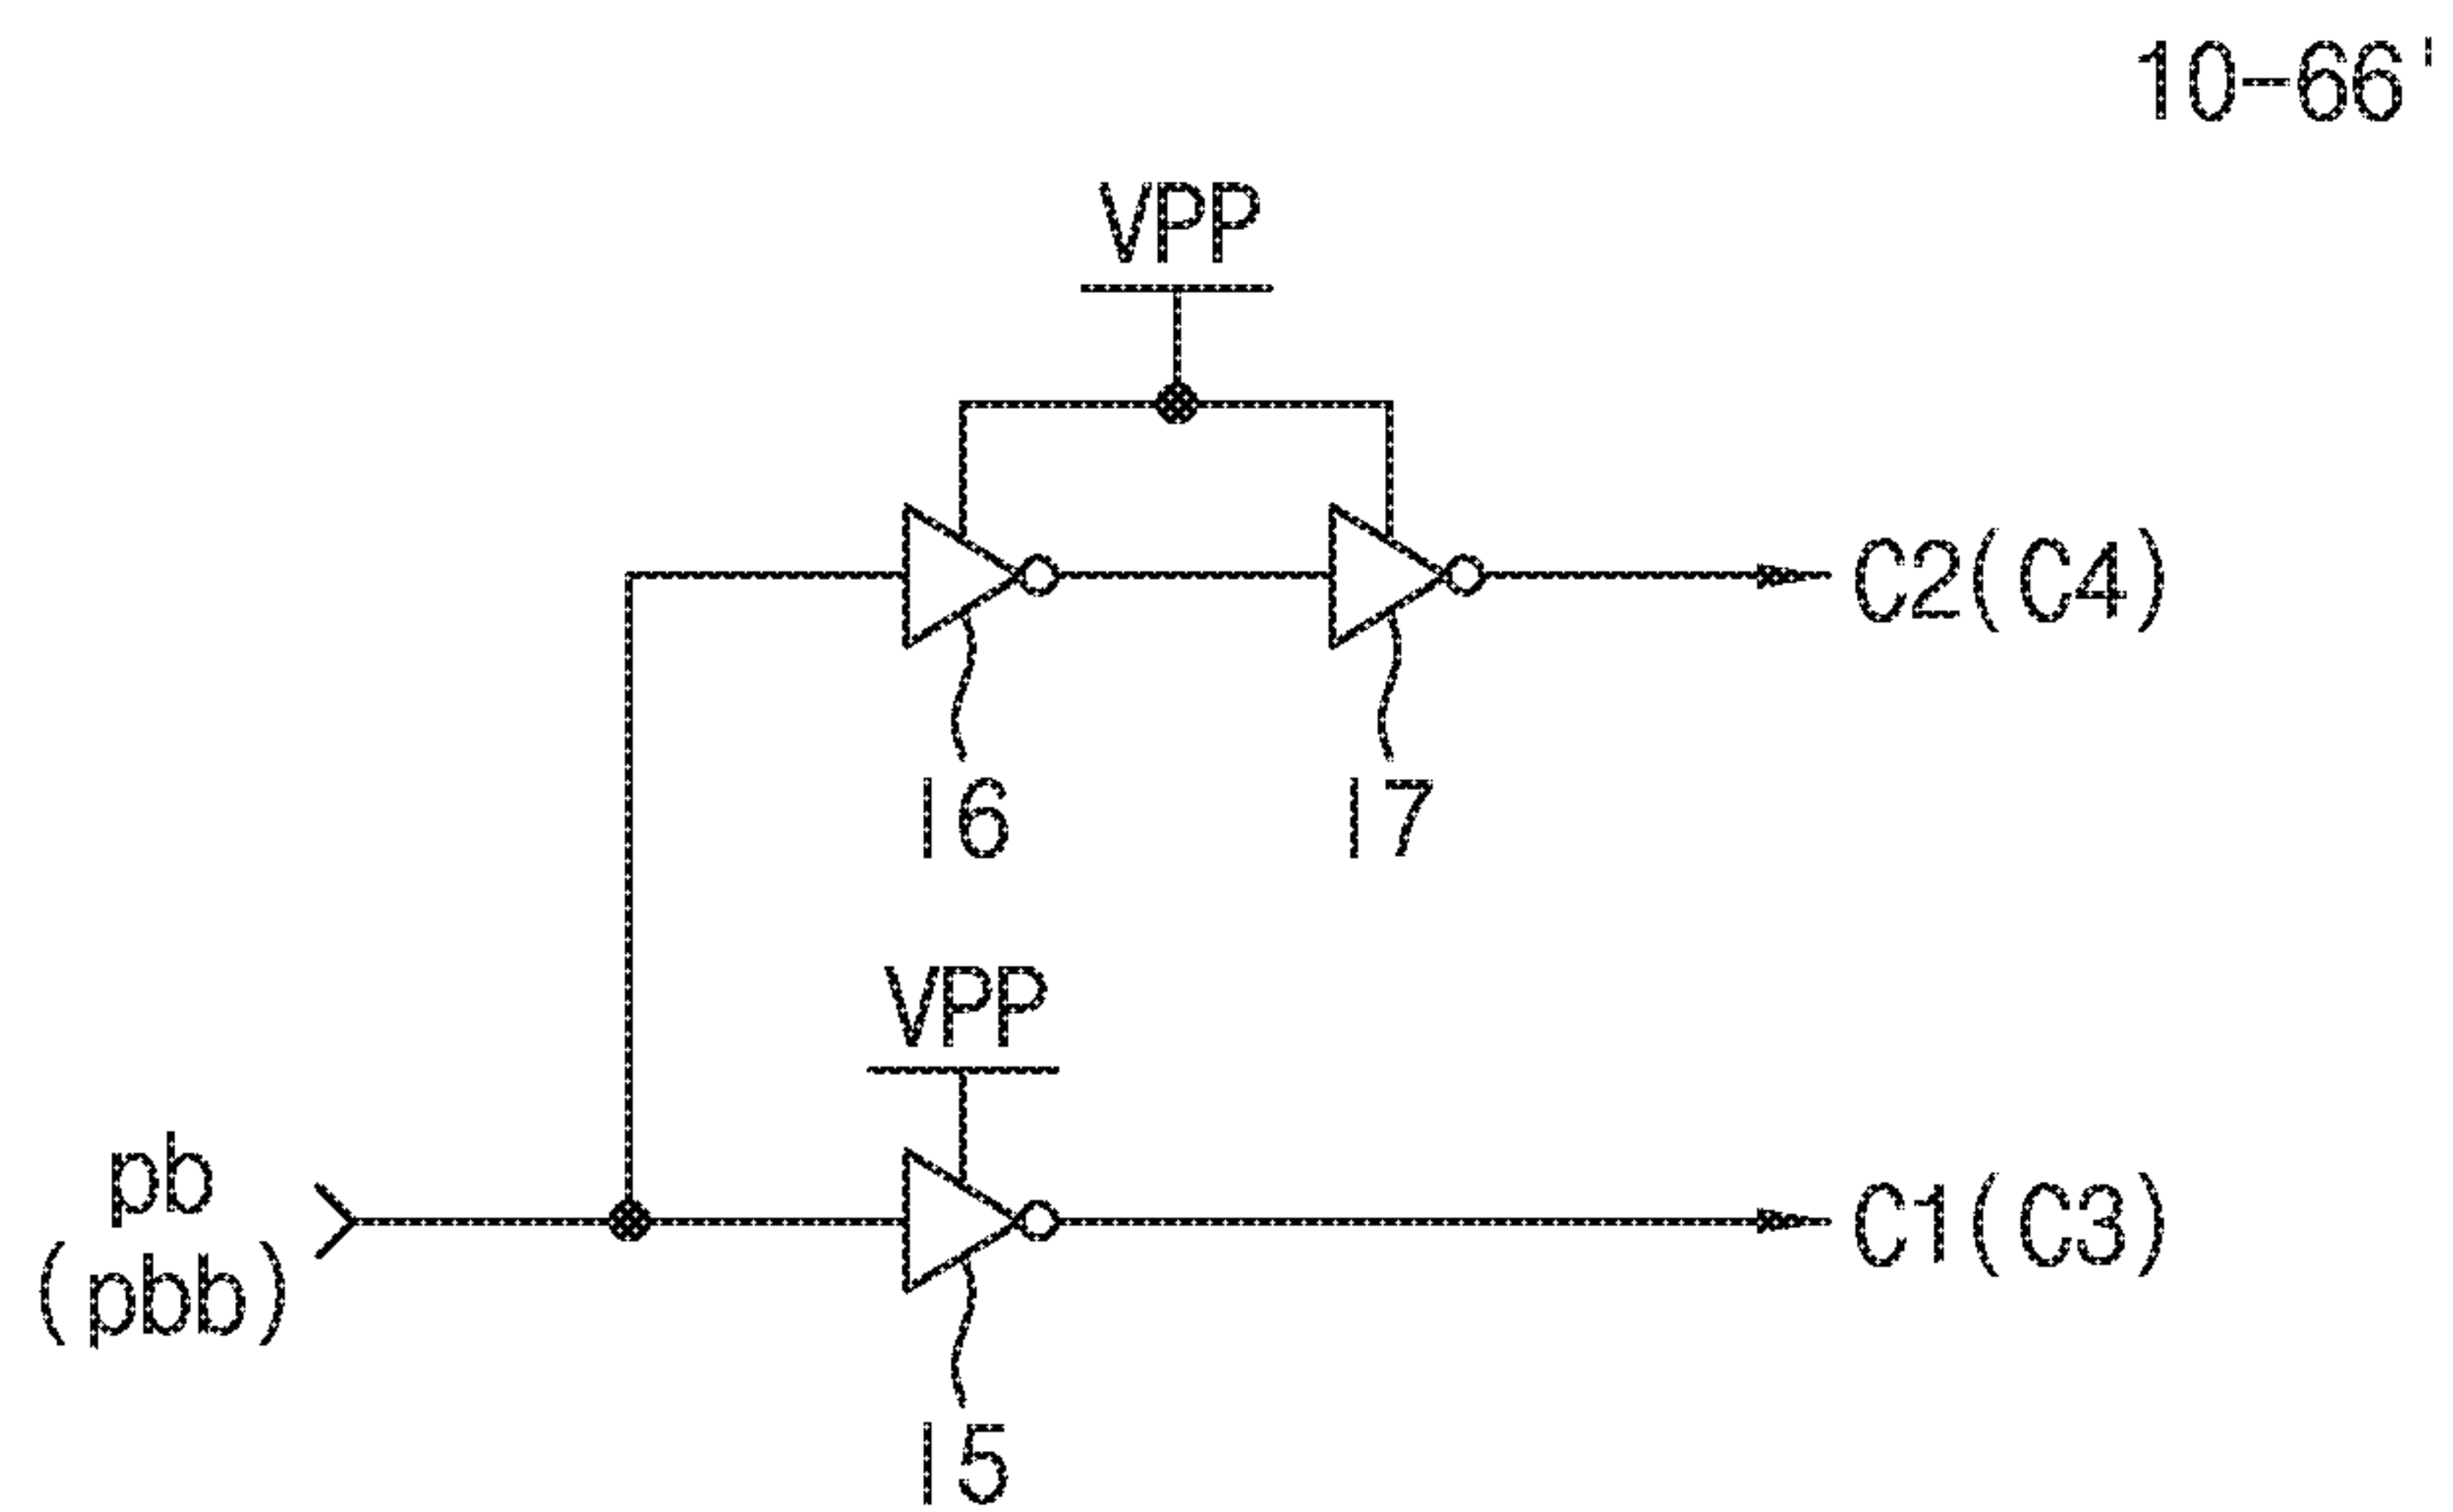 10-66'
VPP
C2(C4)
I6
I7
VPP
pb
(pbb)
C1(C3)
I5